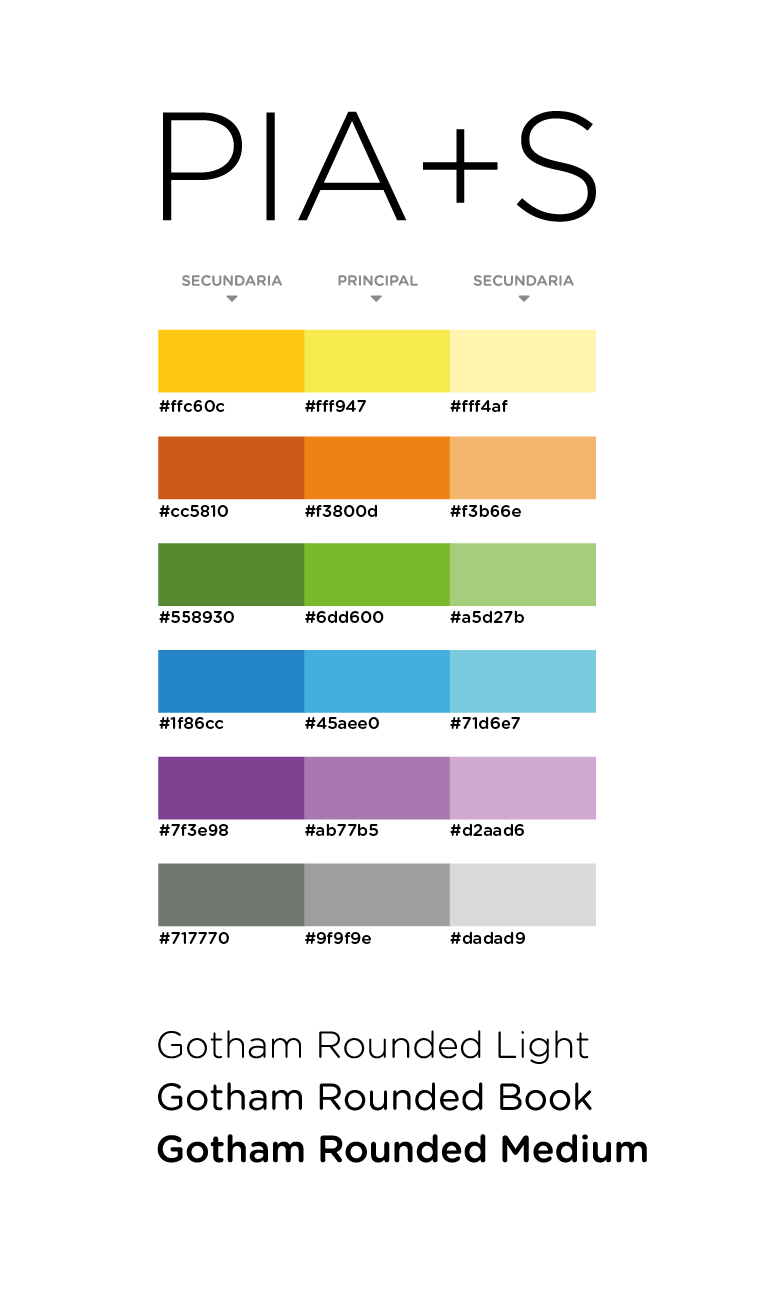 PIA+S
SECUNDARIA PRINCIPAL SECUNDARIA
#ffc60c #fff947 #fff4af
#cc5810 #f3800d #f3b66e
#558930 #6dd600 #a5d27b
#1f86cc #45aee0 #71d6e7
#7f3e98 #ab77b5 #d2aad6
#717770 #9f9f9e #dadad9
Gotham Rounded Light
Gotham Rounded Book
Gotham Rounded Medium